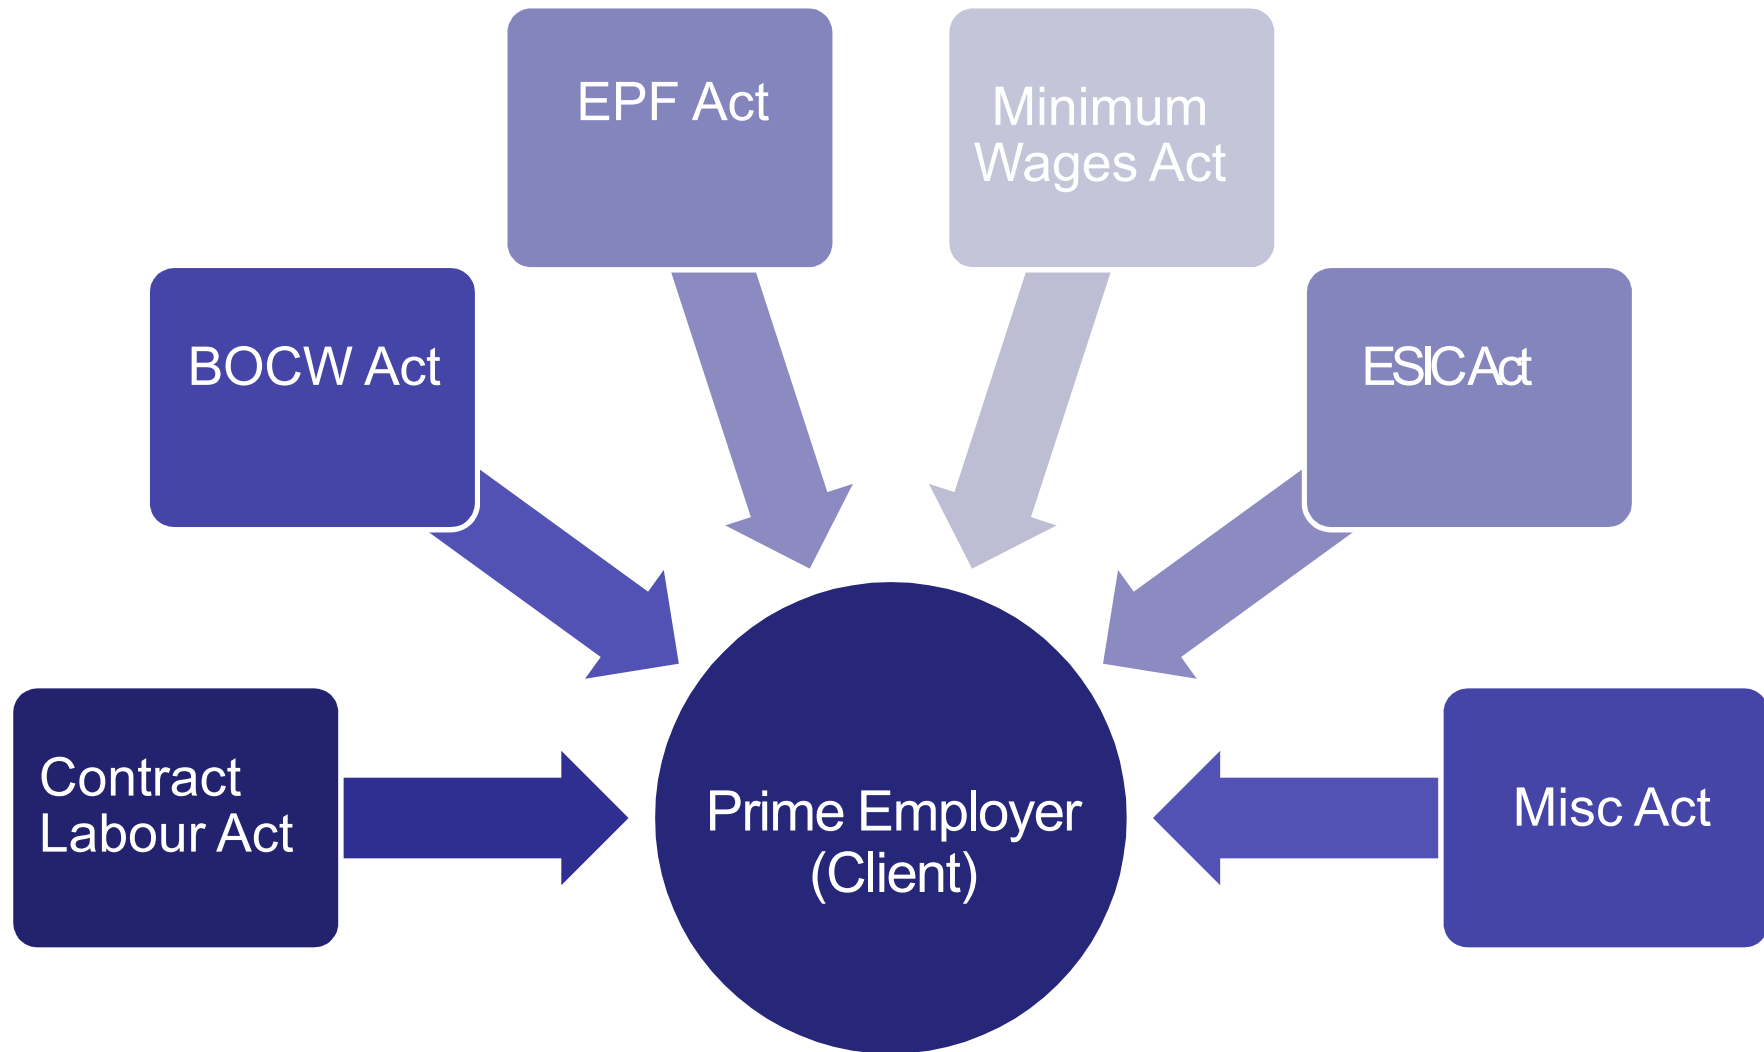 EPF Act
Minimum
Wages Act
BOCW Act
ESIC Act
Contract
Labour Act
Prime Employer
(Client)
Misc Act